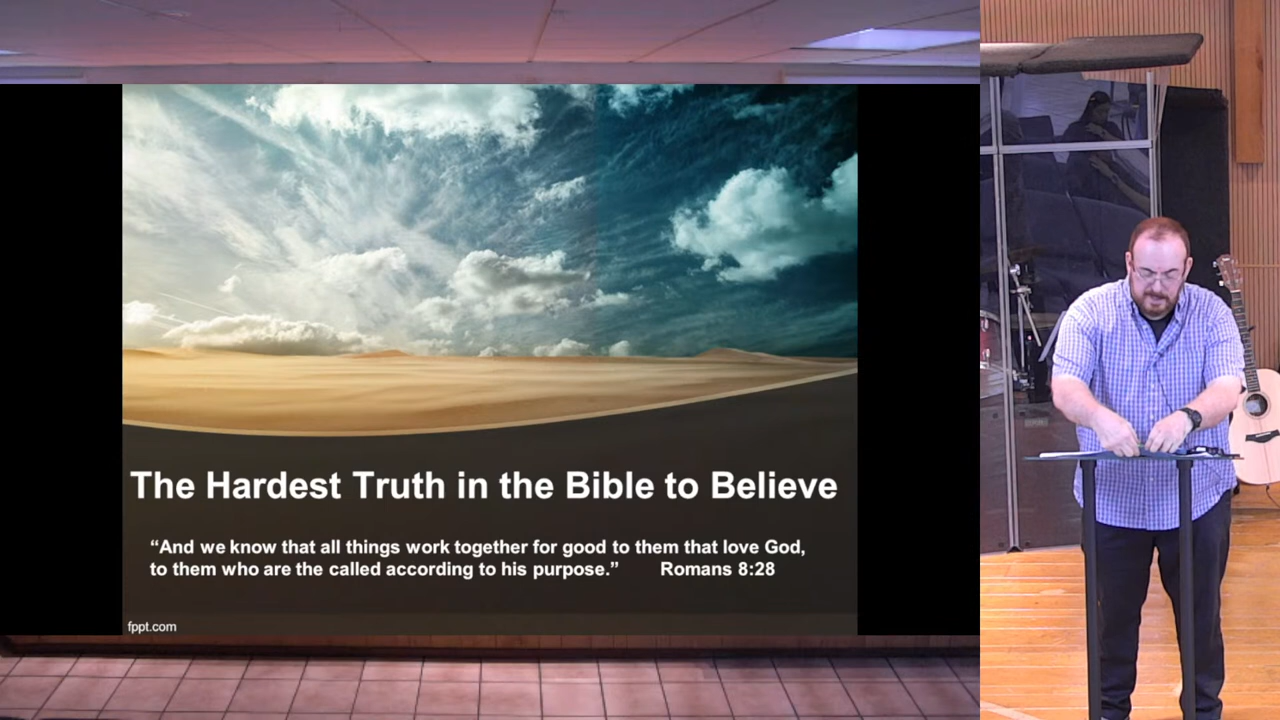 The Hardest Truth in the Bible to Believe
“And we know that all things work together for good to them that love God,
to them who are the called according to his purpose.” Romans 8:28
fppt.com